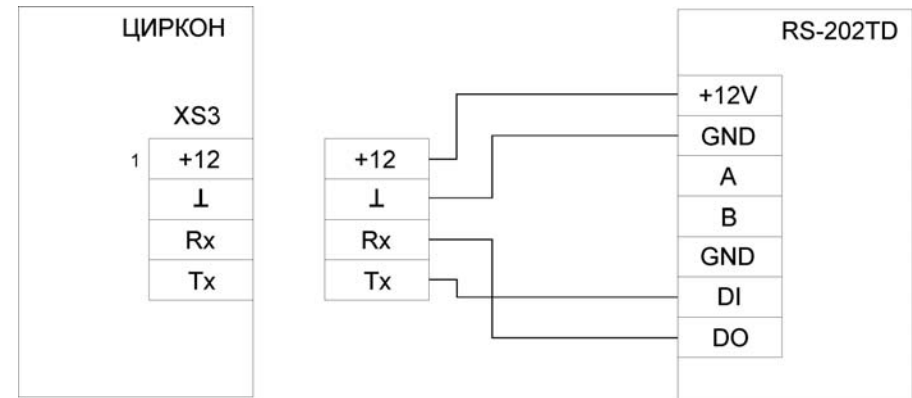 ЦИРКОН
XS3
1 +12
⊥
Rx
Tx
+12
⊥
Rx
Tx
RS-202TD
+12V
GND
A
B
GND
DI
DO